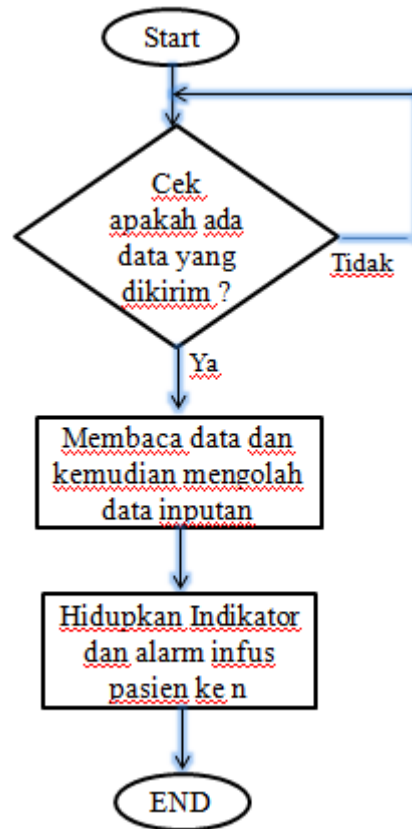 Start
Cek
apakah ada
data yang
dikirim ?
Tidak
Ya
Membaca data dan
kemudian mengolah
data inputan
Hidupkan Indikator
dan alarm infus
pasien ke n
END